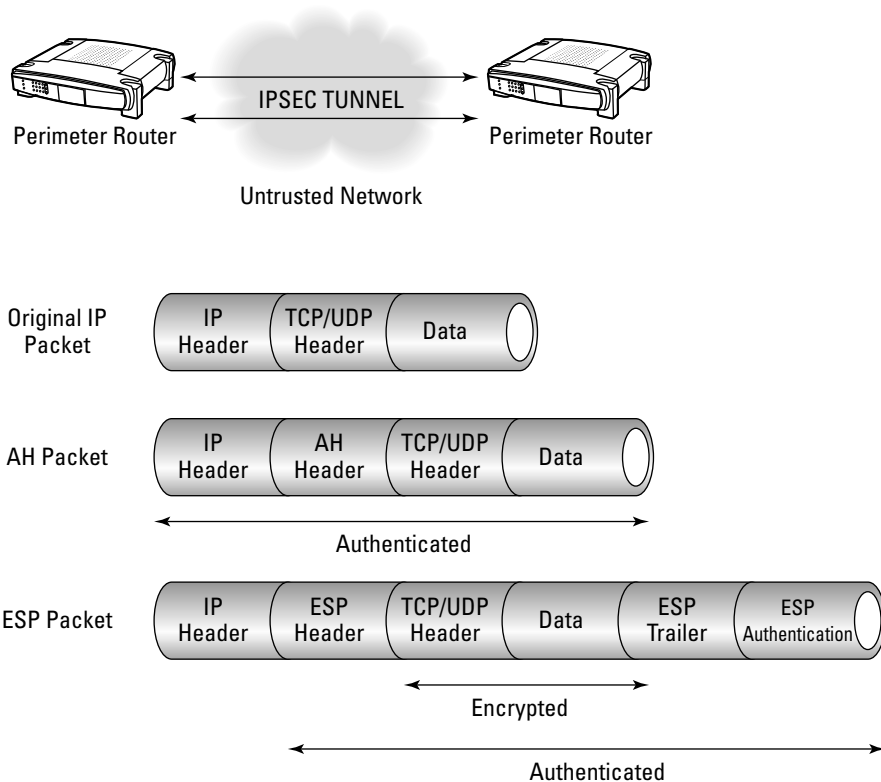 IPSEC TUNNEL
Perimeter Router
Perimeter Router
Untrusted Network
Original IP
Packet
IP
Header
TCP/UDP
Header
Data
AH Packet
IP
Header
AH
Header
TCP/UDP
Header
Data
Authenticated
ESP Packet
IP
Header
ESP
Header
TCP/UDP
Header
Data
ESP
Trailer
ESP
Authentication
Encrypted
Authenticated